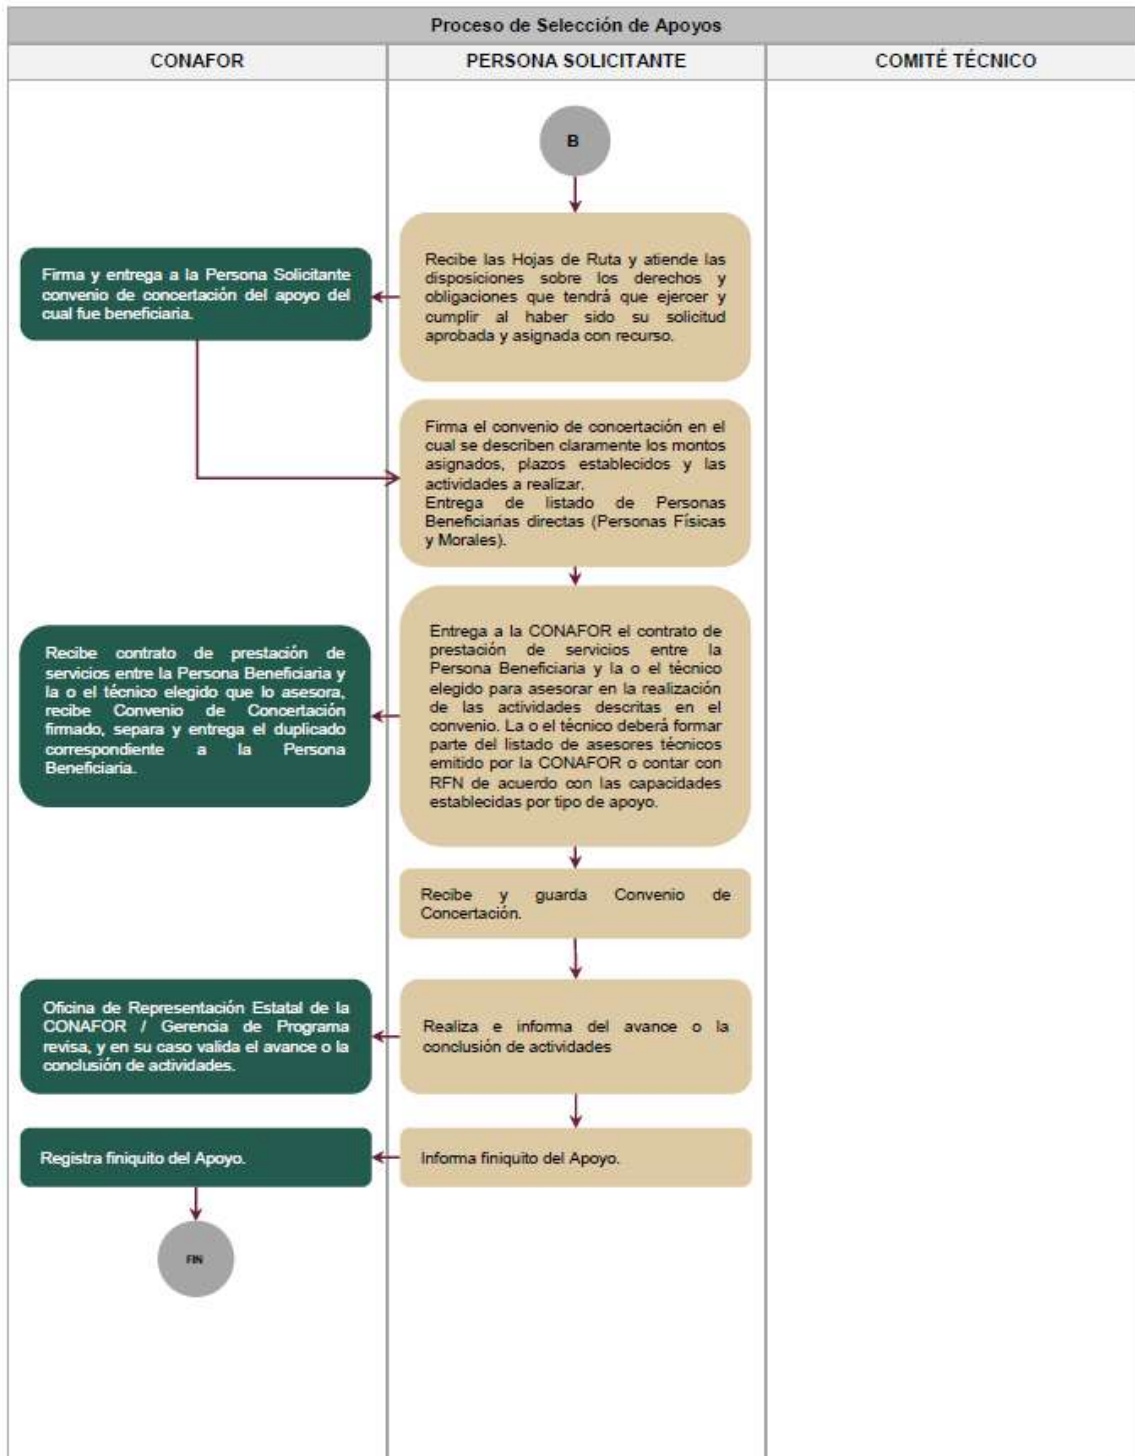 Proceso de Selección de Apoyos
CONAFOR
PERSONA SOLICITANTE
COMITÉ TÉCNICO
B
Recibe las Hojas de Ruta y atiende las
disposiciones sobre los derechos y
obligaciones que tendrá que ejercer y
cumplir al haber sido su solicitud
aprobada y asignada con recurso.
Firma y entrega a la Persona Solicitante
convenio de concertación del apoyo del
cual fue beneficiaria.
Firma el convenio de concertación en el
cual se describen claramente los montos
asignados, plazos establecidos y las
actividades a realizar.
Entrega de listado de Personas
Beneficiarias directas (Personas Físicas
y Morales).
Entrega a la CONAFOR el contrato de
prestación de servicios entre la
Persona Beneficiaria y la o el técnico
elegido para asesorar en la realización
de las actividades descritas en el
convenio. La o el técnico deberá formar
parte del listado de asesores técnicos
emitido por la CONAFOR o contar con
RFN de acuerdo con las capacidades
establecidas por tipo de apoyo.
Recibe contrato de prestación de
servicios entre la Persona Beneficiaria y
la o el técnico elegido que lo asesora,
recibe Convenio de Concertación
firmado, separa y entrega el duplicado
correspondiente a la Persona
Beneficiaria.
Recibe y guarda Convenio de
Concertación.
Realiza e informa del avance o la
conclusión de actividades
Oficina de Representación Estatal de la
CONAFOR / Gerencia de Programa
revisa, y en su caso valida el avance o la
conclusión de actividades.
Informa finiquito del Apoyo.
Registra finiquito del Apoyo.
FIN